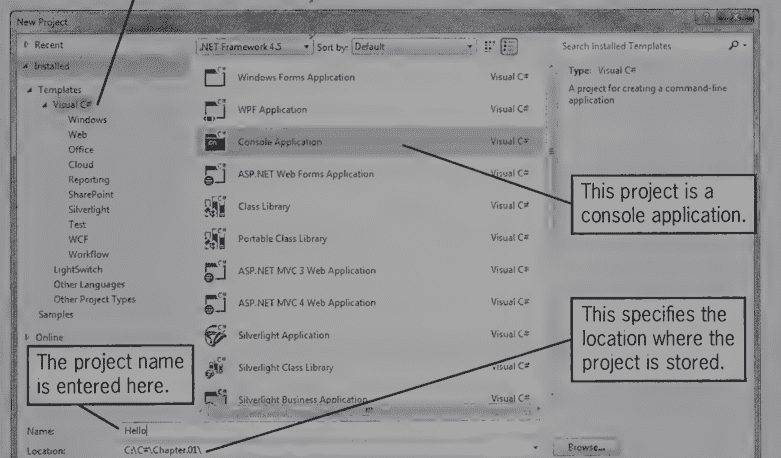 New Project
Recent
.NET Framework 4.5
Sort by: Default
Search Installed Templates
Installed
Templates
Visual C#
Windows
Web
Office
Cloud
Reporting
SharePoint
Silverlight
Test
WCF
Workflow
LightSwitch
Other Languages
Other Project Types
Samples
Online
Windows Forms Application Visual C#
WPF Application Visual C#
Console Application Visual C#
ASP.NET Web Forms Application Visual C#
Class Library Visual C#
Portable Class Library Visual C#
ASP.NET MVC 3 Web Application Visual C#
ASP.NET MVC 4 Web Application Visual C#
Silverlight Application Visual C#
Silverlight Class Library Visual C#
Silverlight Business Application Visual C#
Type: Visual C#
A project for creating a command-line
application
This project is a
console application.
This specifies the
location where the
project is stored.
The project name
is entered here.
Name: Hello
Location: C:\C#\Chapter.01\
Browse...